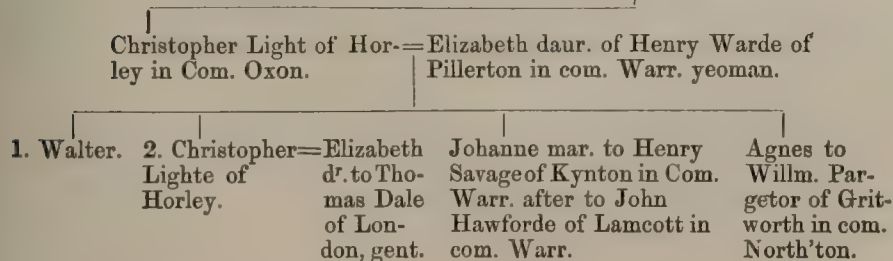 Christopher Light of Hor-=Elizabeth daur. of Henry Warde of
ley in Com. Oxon. Pillerton in com. Warr. yeoman.
1. Walter. 2. Christopher=Elizabeth Johanne mar. to Henry Agnes to
Lighte of dr. to Tho- Savage of Kynton in Com. Willm. Par-
Horley. mas Dale Warr. after to John getor of Grit-
of Lon- Hawforde of Lamcott in worth in com.
don, gent. com. Warr. North'ton.